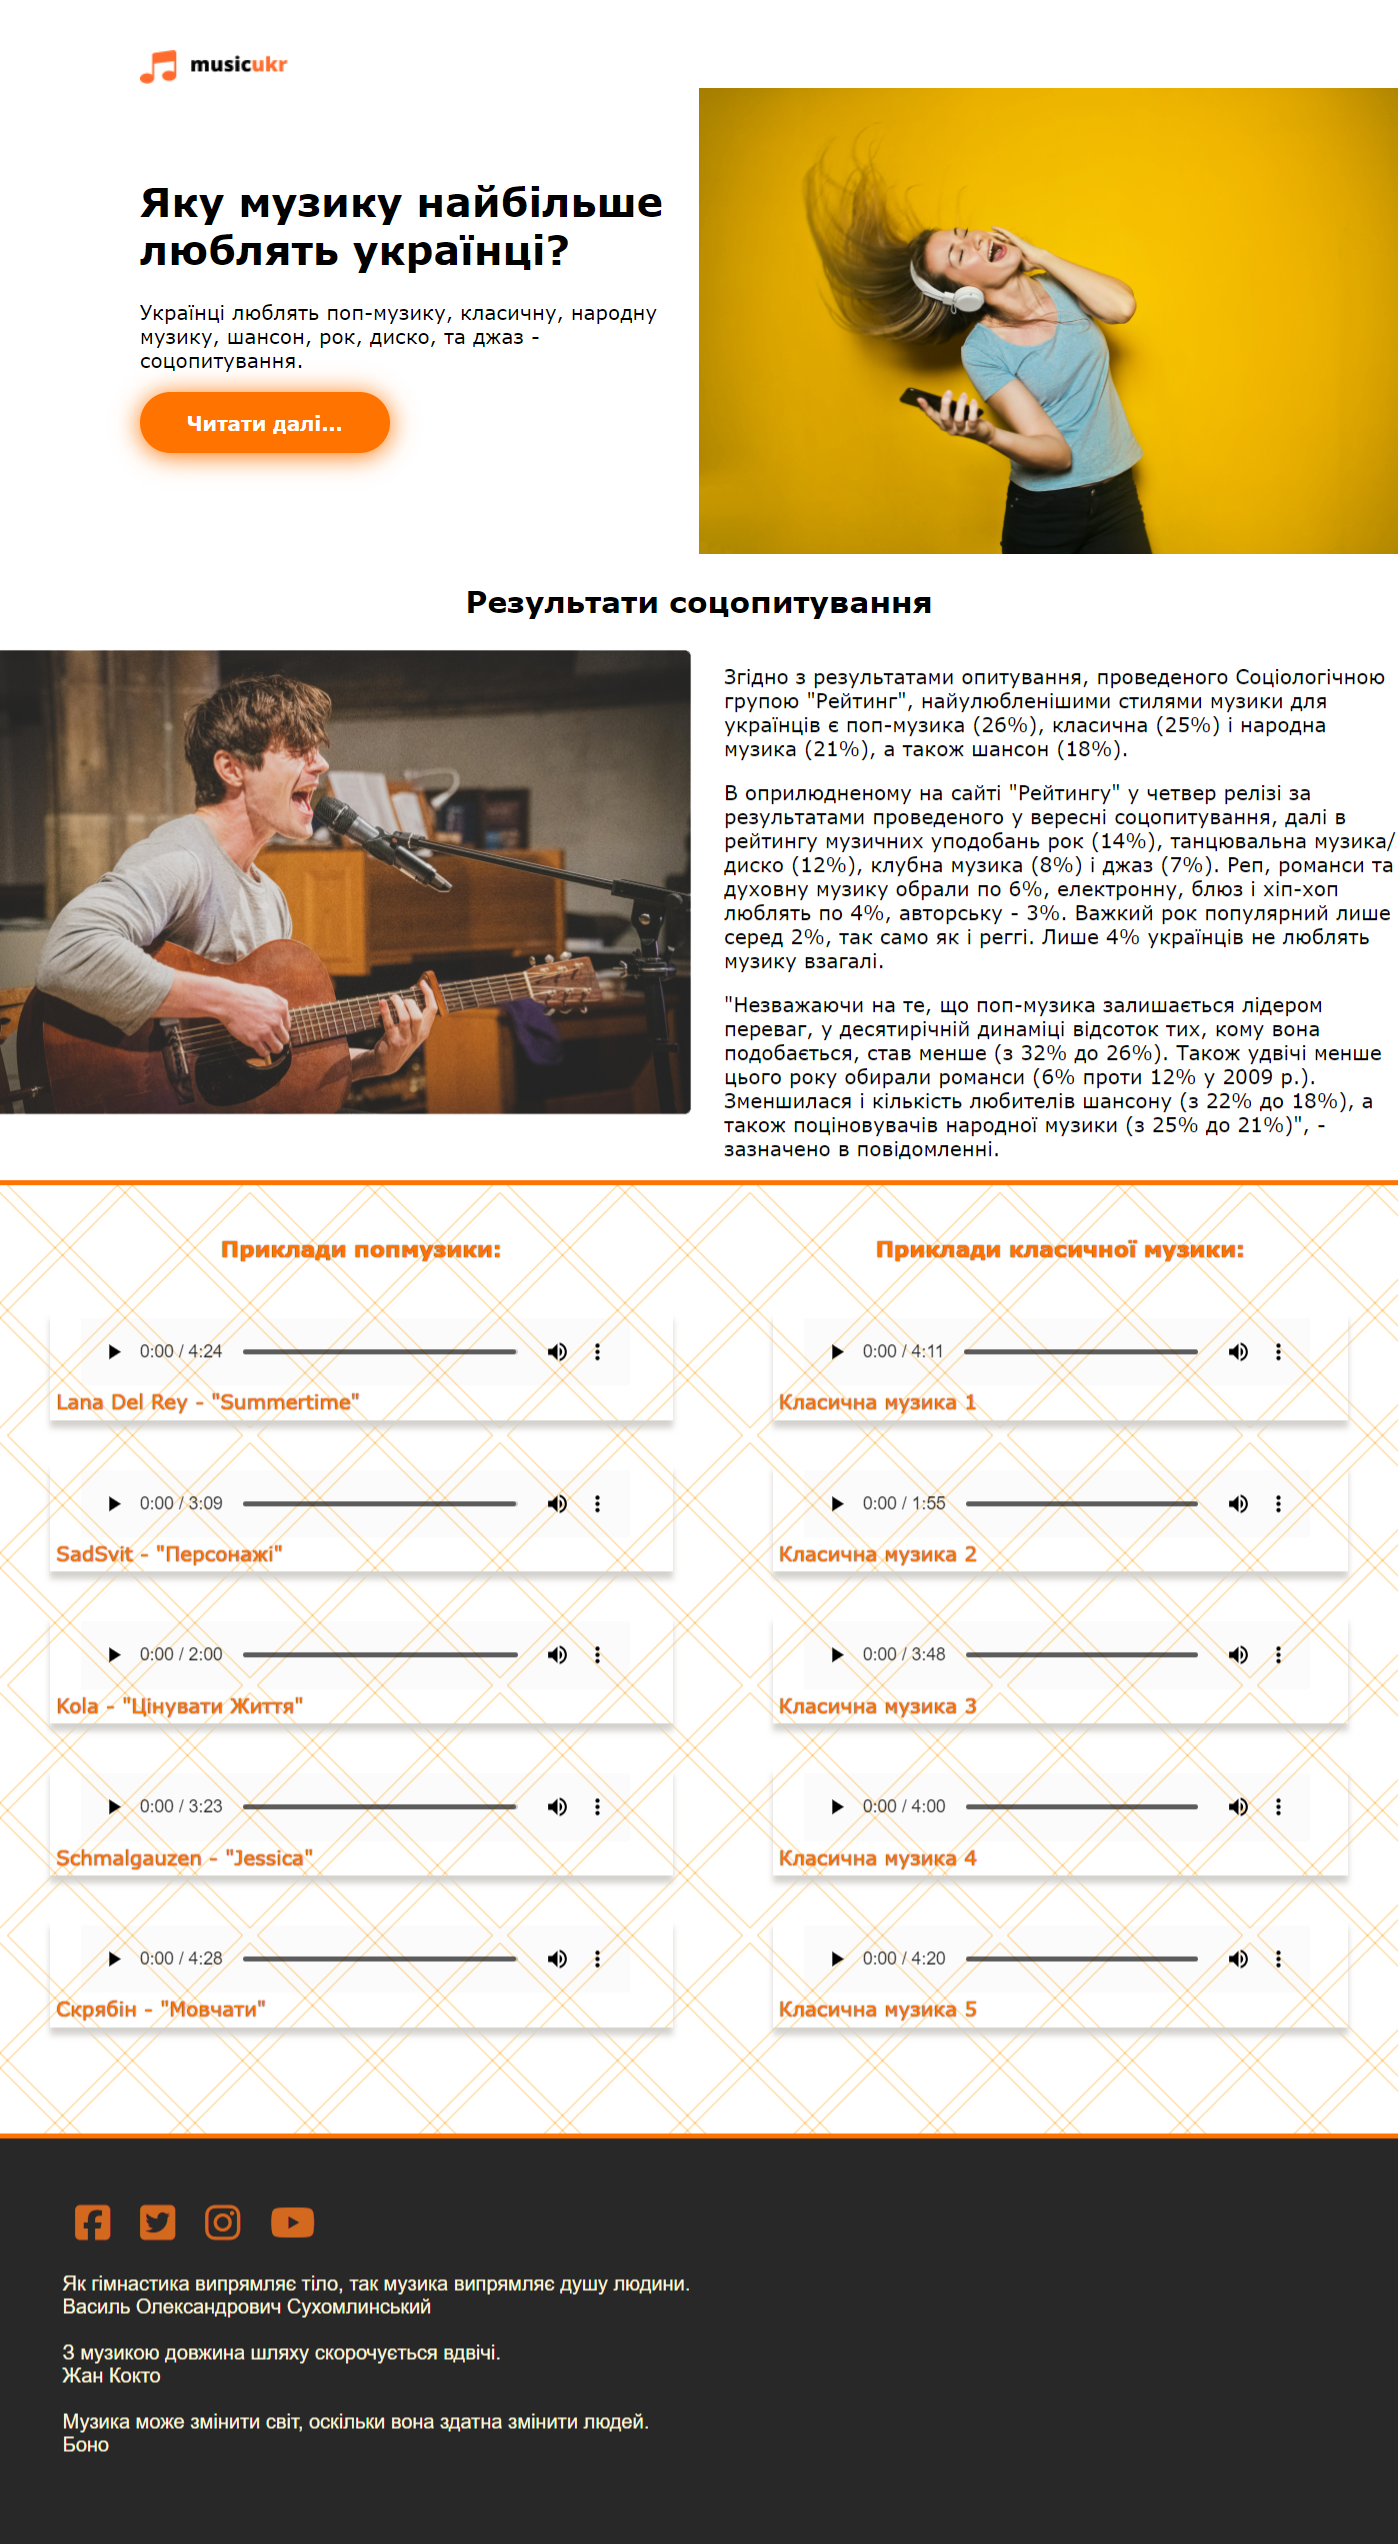 musicukr
Яку музику найбільше
люблять українці?
Українці люблять поп-музику, класичну, народну
музику, шансон, рок, диско, та джаз -
соцопитування.
Читати далі...
Результати соцопитування
Згідно з результатами опитування, проведеного Соціологічною
групою "Рейтинг", найулюбленішими стилями музики для
українців є поп-музика (26%), класична (25%) і народна
музика (21%), а також шансон (18%).
В оприлюдненому на сайті "Рейтингу" у четвер релізі за
результатами проведеного у вересні соцопитування, далі в
рейтингу музичних уподобань рок (14%), танцювальна музика/
диско (12%), клубна музика (8%) і джаз (7%). Реп, романси та
духовну музику обрали по 6%, електронну, блюз і хіп-хоп
люблять по 4%, авторську - 3%. Важкий рок популярний лише
серед 2%, так само як і реггі. Лише 4% українців не люблять
музику взагалі.
"Незважаючи на те, що поп-музика залишається лідером
переваг, у десятирічній динаміці відсоток тих, кому вона
подобається, став менше (з 32% до 26%). Також удвічі менше
цього року обирали романси (6% проти 12% у 2009 р.).
Зменшилася і кількість любителів шансону (з 22% до 18%), а
також поціновувачів народної музики (з 25% до 21%)", -
зазначено в повідомленні.
Приклади попмузики:
0:00 / 4:24
Lana Del Rey - "Summertime"
0:00 / 3:09
SadSvit - "Персонажі"
0:00 / 2:00
Kola - "Цінувати Життя"
0:00 / 3:23
Schmalgauzen - "Jessica"
0:00 / 4:28
Скрябін - "Мовчати"
Приклади класичної музики:
0:00 / 4:11
Класична музика 1
0:00 / 1:55
Класична музика 2
0:00 / 3:48
Класична музика 3
0:00 / 4:00
Класична музика 4
0:00 / 4:20
Класична музика 5
Як гімнастика випрямляє тіло, так музика випрямляє душу людини.
Василь Олександрович Сухомлинський
З музикою довжина шляху скорочується вдвічі.
Жан Кокто
Музика може змінити світ, оскільки вона здатна змінити людей.
Боно